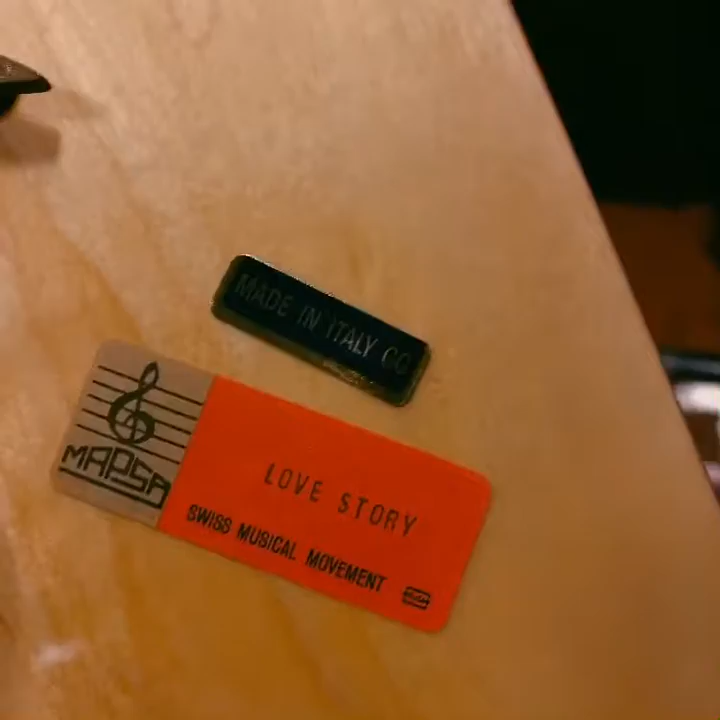 MADE IN ITALY CO
MAPSA
LOVE STORY
SWISS MUSICAL MOVEMENT